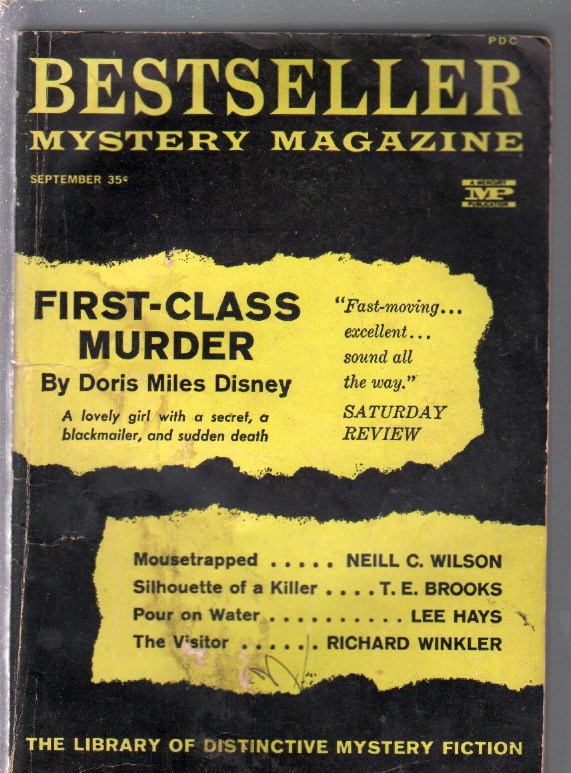 PDC
BESTSELLER
MYSTERY MAGAZINE
SEPTEMBER 35¢
A MERCURY
MP
PUBLICATION
FIRST-CLASS
MURDER
By Doris Miles Disney
A lovely girl with a secret, a
blackmailer, and sudden death
"Fast-moving...
excellent...
sound all
the way."
SATURDAY
REVIEW
Mousetrapped ..... NEILL C. WILSON
Silhouette of a Killer .... T. E. BROOKS
Pour on Water .......... LEE HAYS
The Visitor ...... RICHARD WINKLER
THE LIBRARY OF DISTINCTIVE MYSTERY FICTION